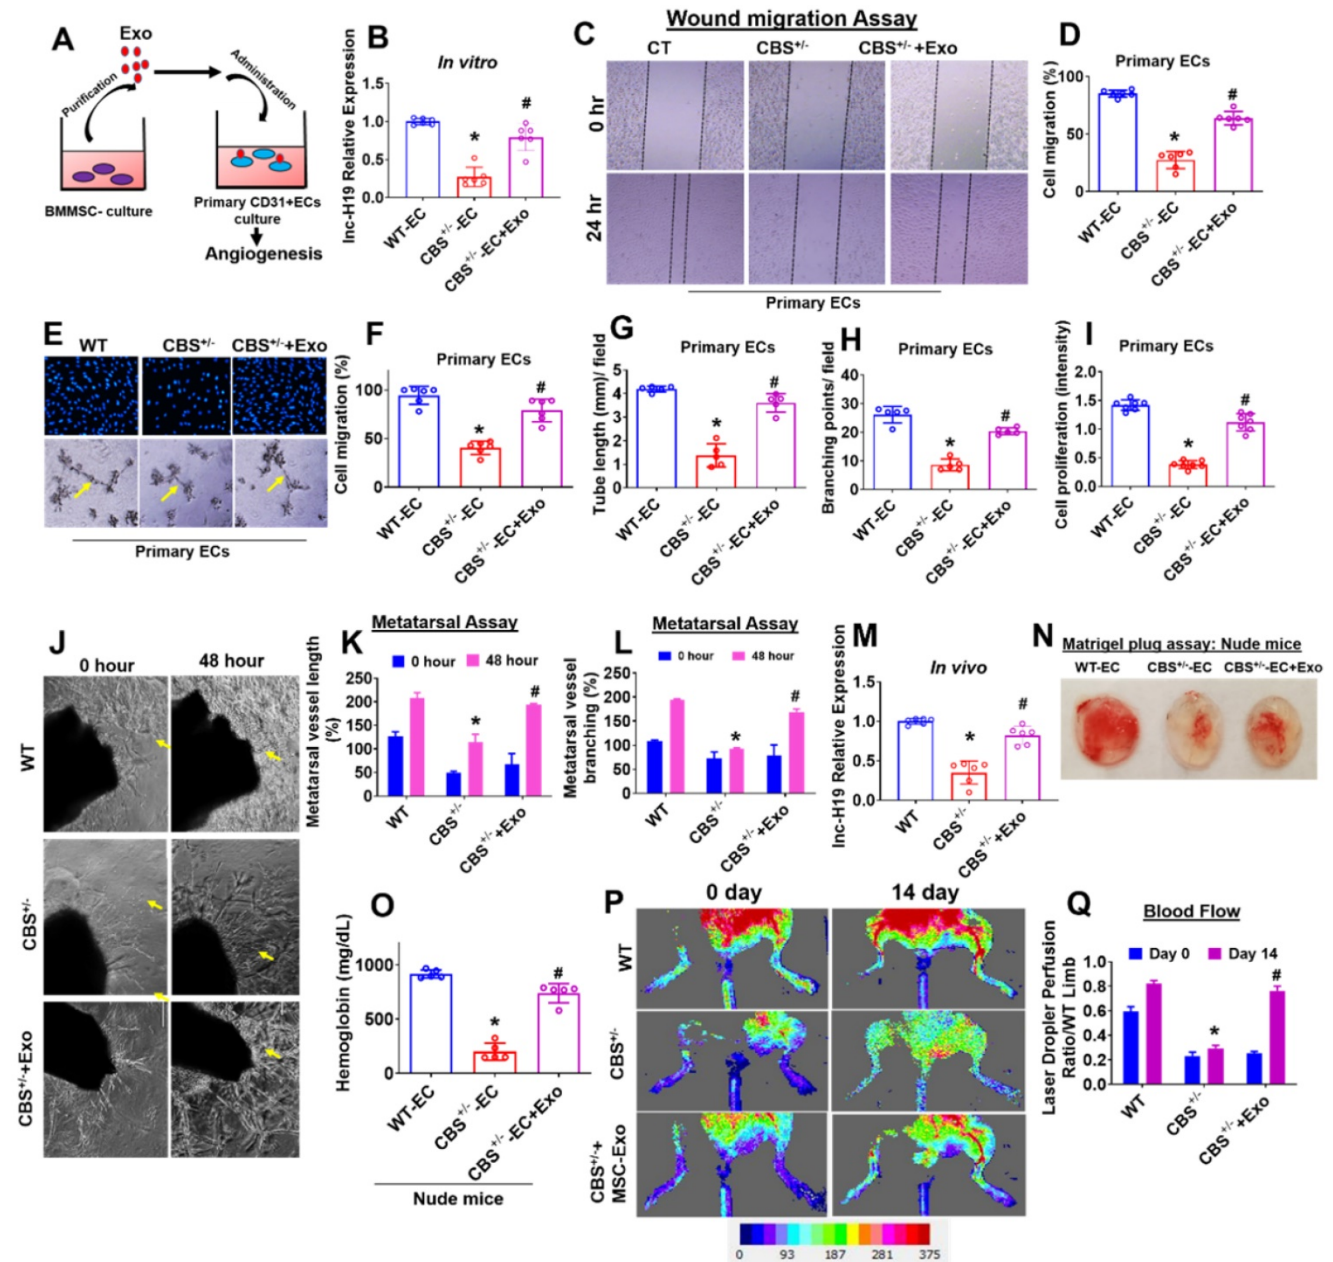 A
Exo
Purification
Administration
BMMSC- culture
Primary CD31+ECs
culture
Angiogenesis
B
In vitro
lnc-H19 Relative Expression
1.5
1.0
0.5
0.0
*
#
WT-EC
CBS+/- -EC
CBS+/- -EC+Exo
Wound migration Assay
C
CT
CBS+/-
CBS+/- +Exo
0 hr
24 hr
Primary ECs
D
Primary ECs
Cell migration (%)
100
50
0
*
#
WT-EC
CBS+/- -EC
CBS+/- -EC+Exo
E
WT
CBS+/-
CBS+/-+Exo
Primary ECs
F
Primary ECs
Cell migration (%)
100
50
0
*
#
WT-EC
CBS+/- -EC
CBS+/- -EC+Exo
G
Primary ECs
Tube length (mm)/ field
5
4
3
2
1
0
*
#
WT-EC
CBS+/- -EC
CBS+/- -EC+Exo
H
Primary ECs
Branching points/ field
40
30
20
10
0
*
#
WT-EC
CBS+/- -EC
CBS+/- -EC+Exo
I
Primary ECs
Cell proliferation (intensity)
2.0
1.5
1.0
0.5
0.0
*
#
WT-EC
CBS+/- -EC
CBS+/- -EC+Exo
J
0 hour
48 hour
WT
CBS+/-
CBS+/-+Exo
K
Metatarsal Assay
0 hour
48 hour
Metatarsal vessel length
(%)
250
200
150
100
50
0
*
#
WT
CBS+/-
CBS+/- +Exo
L
Metatarsal Assay
0 hour
48 hour
Metatarsal vessel
branching (%)
250
200
150
100
50
0
*
#
WT
CBS+/-
CBS+/- +Exo
M
In vivo
lnc-H19 Relative Expression
1.5
1.0
0.5
0.0
*
#
WT
CBS+/-
CBS+/- +Exo
N
Matrigel plug assay: Nude mice
WT-EC
CBS+/-EC
CBS+/-EC+Exo
O
Hemoglobin (mg/dL)
1000
500
0
*
#
WT-EC
CBS+/- -EC
CBS+/- -EC+Exo
Nude mice
P
0 day
14 day
WT
CBS+/-
CBS+/-+
MSC-Exo
0
93
187
281
375
Q
Blood Flow
Day 0
Day 14
Laser Dropler Perfusion
Ratio/WT Limb
1.0
0.8
0.6
0.4
0.2
0.0
*
#
WT
CBS+/-
CBS+/- +Exo